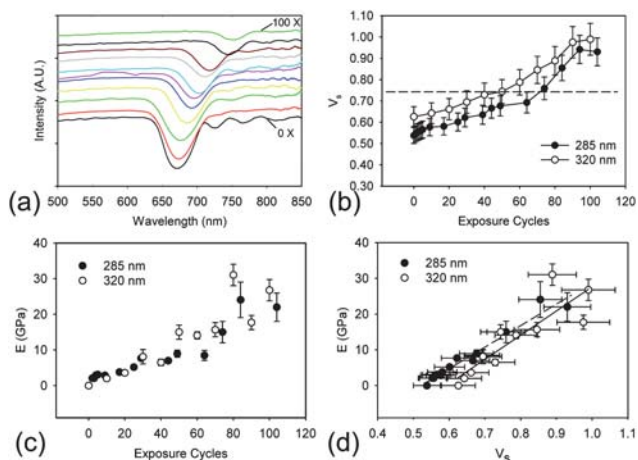 100 X
0 X
Intensity (A.U.)
500 550 600 650 700 750 800 850
Wavelength (nm)
(a)
1.10
1.00
0.90
0.80
0.70
0.60
0.50
0.40
0.30
Vs
285 nm
320 nm
0 20 40 60 80 100 120
Exposure Cycles
(b)
40
30
20
10
0
E (GPa)
285 nm
320 nm
0 20 40 60 80 100 120
Exposure Cycles
(c)
40
30
20
10
0
E (GPa)
285 nm
320 nm
0.4 0.5 0.6 0.7 0.8 0.9 1.0 1.1
Vs
(d)